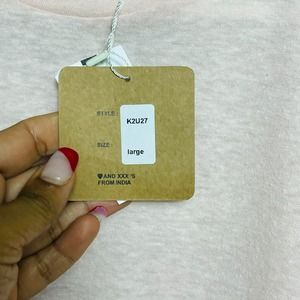 STYLE : K2U27
SIZE : large
♥AND XXX 'S
FROM INDIA